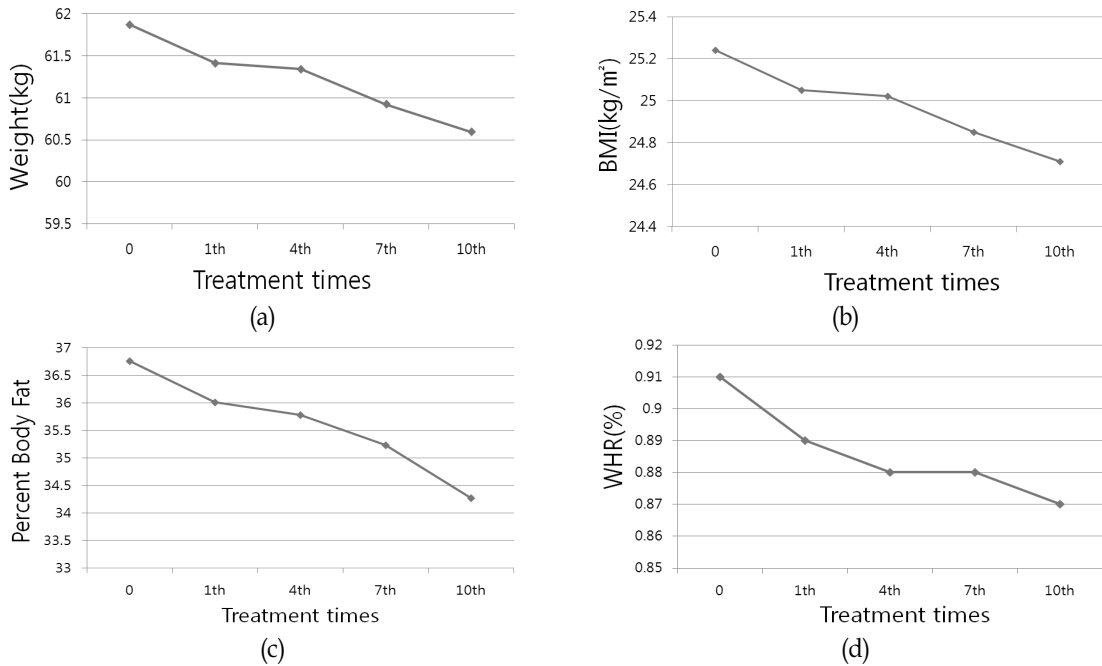 62
61.5
61
60.5
60
59.5
Weight(kg)
0 1th 4th 7th 10th
Treatment times
(a)
25.4
25.2
25
24.8
24.6
24.4
BMI(kg/㎡)
0 1th 4th 7th 10th
Treatment times
(b)
37
36.5
36
35.5
35
34.5
34
33.5
33
Percent Body Fat
0 1th 4th 7th 10th
Treatment times
(c)
0.92
0.91
0.9
0.89
0.88
0.87
0.86
0.85
WHR(%)
0 1th 4th 7th 10th
Treatment times
(d)